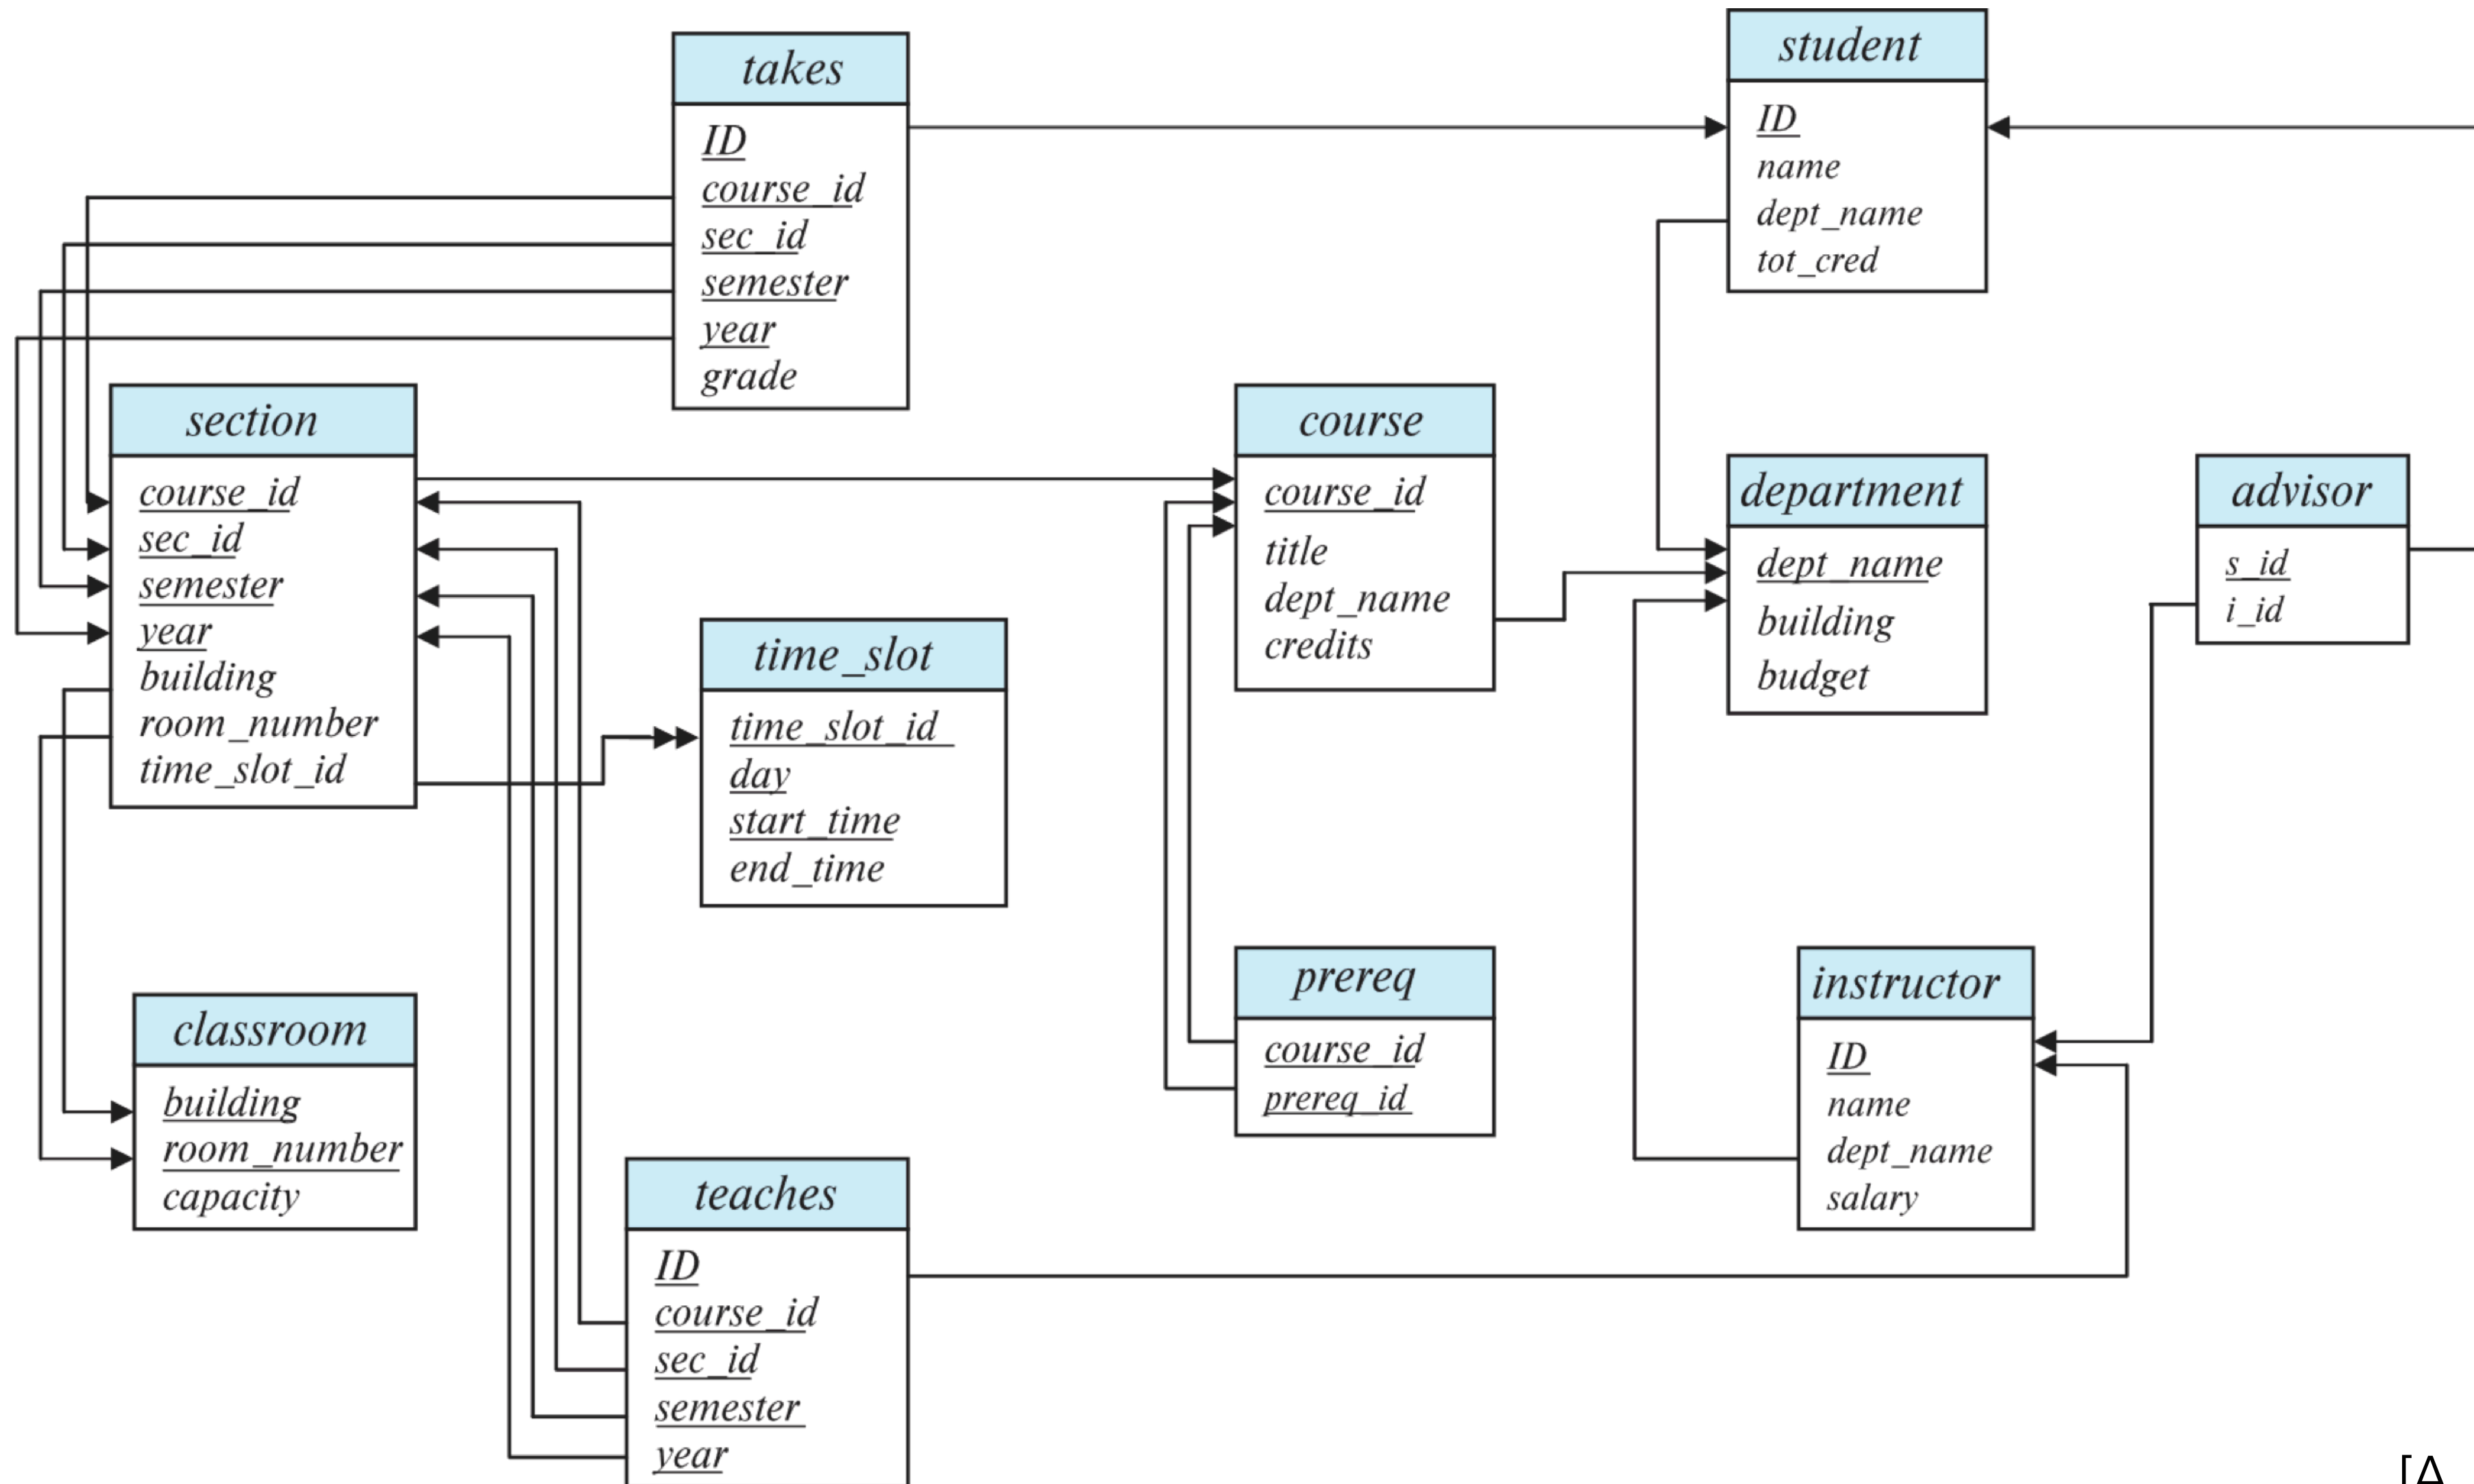 takes
ID
course_id
sec_id
semester
year
grade
student
ID
name
dept_name
tot_cred
section
course_id
sec_id
semester
year
building
room_number
time_slot_id
time_slot
time_slot_id
day
start_time
end_time
course
course_id
title
dept_name
credits
department
dept_name
building
budget
advisor
s_id
i_id
classroom
building
room_number
capacity
prereq
course_id
prereq_id
instructor
ID
name
dept_name
salary
teaches
ID
course_id
sec_id
semester
year